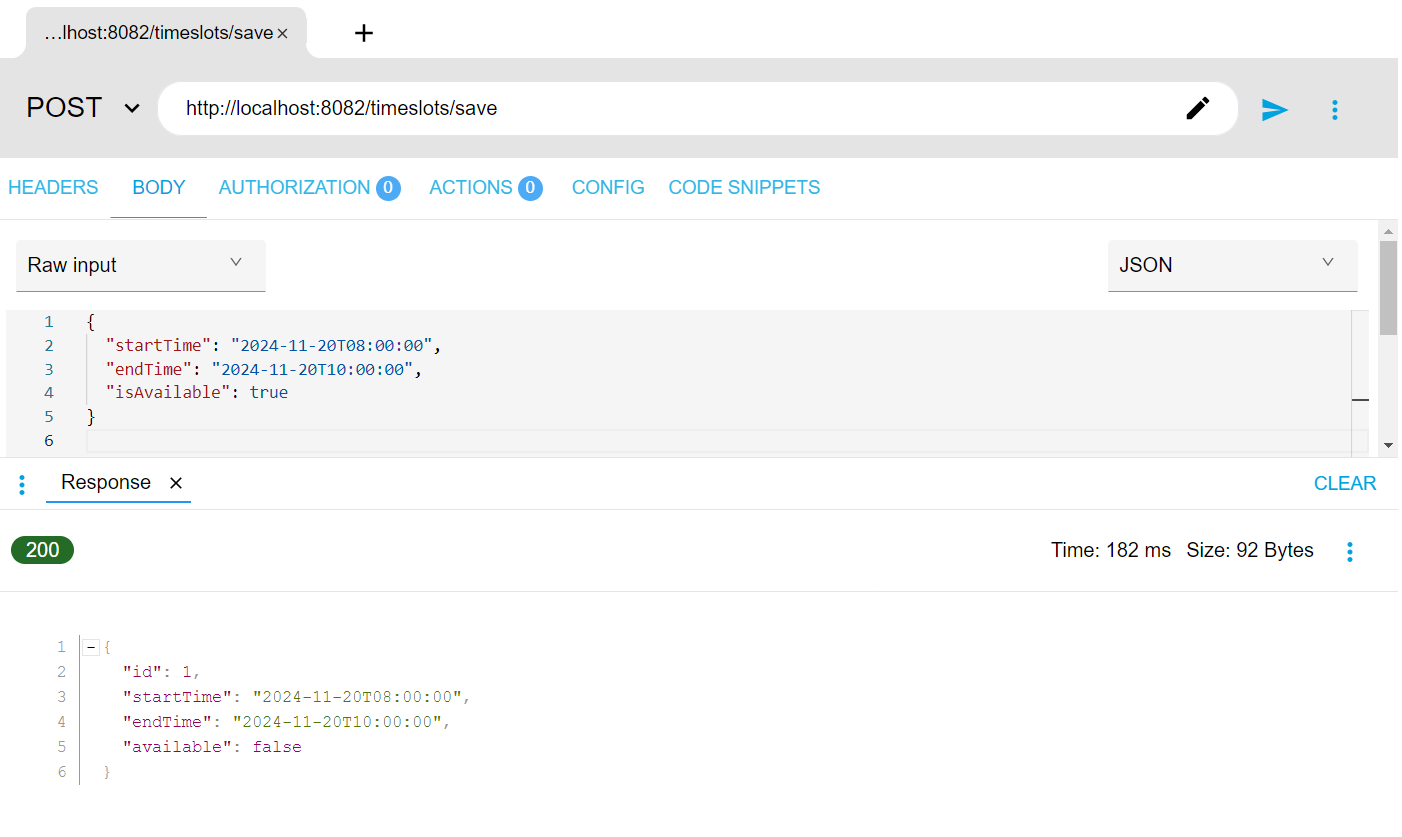 ...lhost:8082/timeslots/save × +
POST http://localhost:8082/timeslots/save
HEADERS BODY AUTHORIZATION 0 ACTIONS 0 CONFIG CODE SNIPPETS
Raw input JSON
1 {
2 "startTime": "2024-11-20T08:00:00",
3 "endTime": "2024-11-20T10:00:00",
4 "isAvailable": true
5 }
6
Response × CLEAR
200 Time: 182 ms Size: 92 Bytes
1 {
2 "id": 1,
3 "startTime": "2024-11-20T08:00:00",
4 "endTime": "2024-11-20T10:00:00",
5 "available": false
6 }